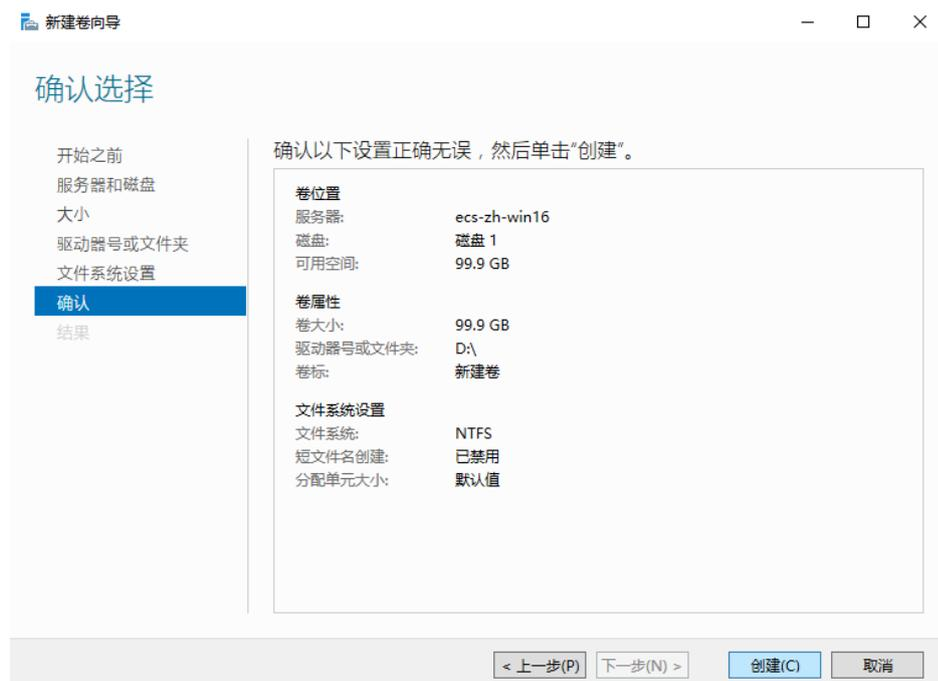 新建卷向导
确认选择
开始之前
服务器和磁盘
大小
驱动器号或文件夹
文件系统设置
确认
结果
确认以下设置正确无误，然后单击“创建”。
卷位置
服务器: ecs-zh-win16
磁盘: 磁盘 1
可用空间: 99.9 GB
卷属性
卷大小: 99.9 GB
驱动器号或文件夹: D:\
卷标: 新建卷
文件系统设置
文件系统: NTFS
短文件名创建: 已禁用
分配单元大小: 默认值
< 上一步(P) 下一步(N) > 创建(C) 取消